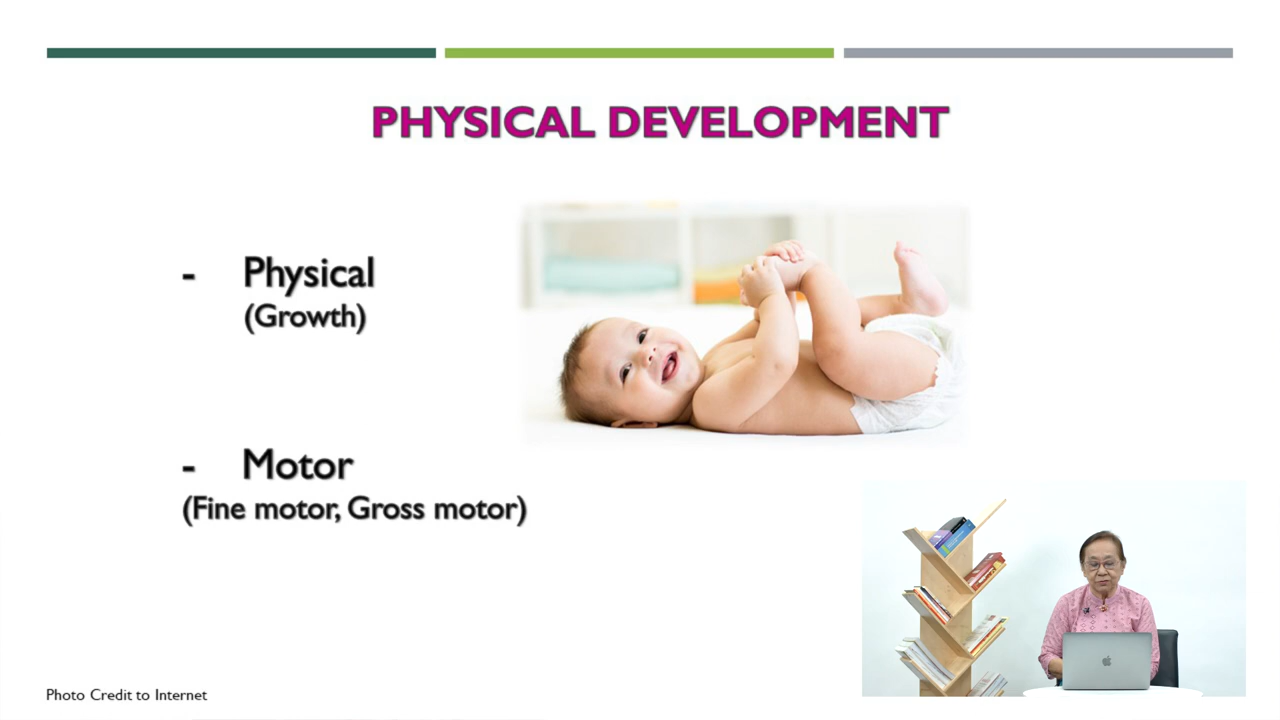 PHYSICAL DEVELOPMENT
- Physical
(Growth)
- Motor
(Fine motor, Gross motor)
Photo Credit to Internet